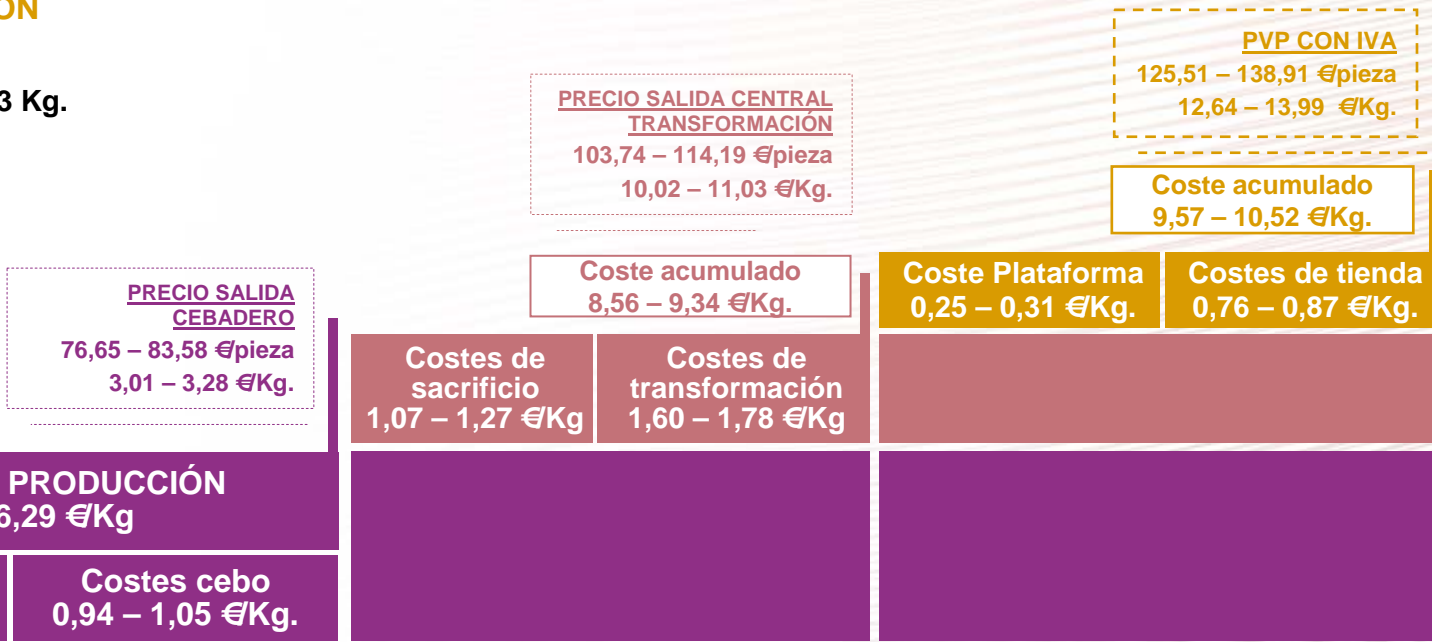 ÓN
3 Kg.
PVP CON IVA
125,51 – 138,91 €/pieza
12,64 – 13,99 €/Kg.
PRECIO SALIDA CENTRAL
TRANSFORMACIÓN
103,74 – 114,19 €/pieza
10,02 – 11,03 €/Kg.
Coste acumulado
9,57 – 10,52 €/Kg.
PRECIO SALIDA
CEBADERO
76,65 – 83,58 €/pieza
3,01 – 3,28 €/Kg.
Coste acumulado
8,56 – 9,34 €/Kg.
Coste Plataforma
0,25 – 0,31 €/Kg.
Costes de tienda
0,76 – 0,87 €/Kg.
Costes de
sacrificio
1,07 – 1,27 €/Kg
Costes de
transformación
1,60 – 1,78 €/Kg
PRODUCCIÓN
6,29 €/Kg
Costes cebo
0,94 – 1,05 €/Kg.